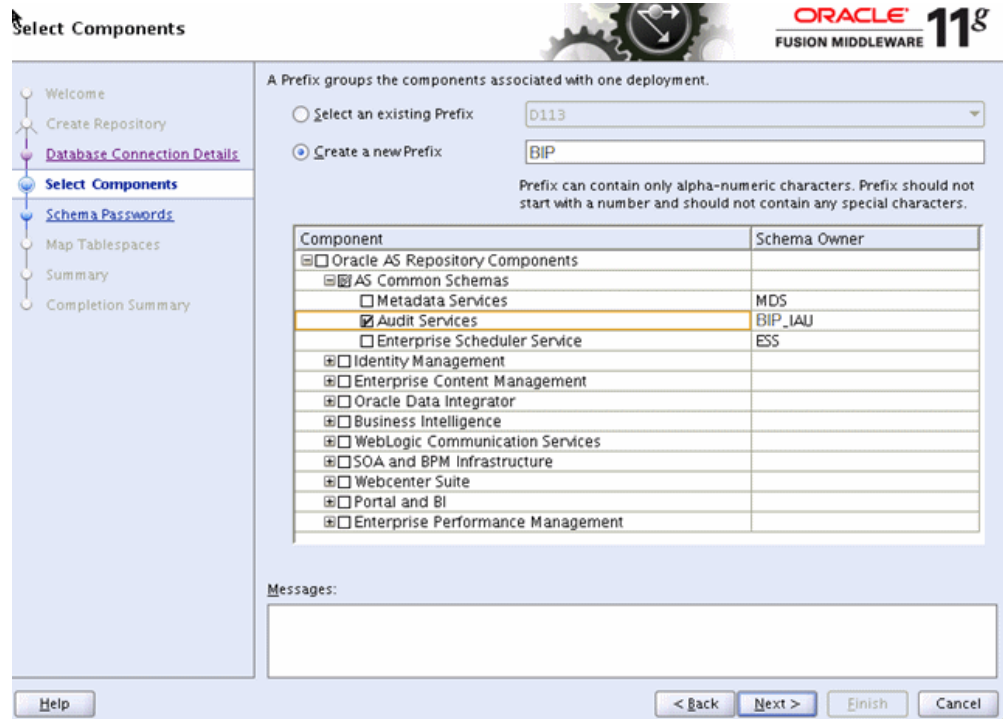 Select Components
ORACLE
FUSION MIDDLEWARE 11g
Welcome
Create Repository
Database Connection Details
Select Components
Schema Passwords
Map Tablespaces
Summary
Completion Summary
A Prefix groups the components associated with one deployment.
Select an existing Prefix
D113
Create a new Prefix
BIP
Prefix can contain only alpha-numeric characters. Prefix should not
start with a number and should not contain any special characters.
Component Schema Owner
Oracle AS Repository Components
AS Common Schemas
Metadata Services MDS
Audit Services BIP_IAU
Enterprise Scheduler Service ESS
Identity Management
Enterprise Content Management
Oracle Data Integrator
Business Intelligence
WebLogic Communication Services
SOA and BPM Infrastructure
Webcenter Suite
Portal and BI
Enterprise Performance Management
Messages:
Help < Back Next > Finish Cancel